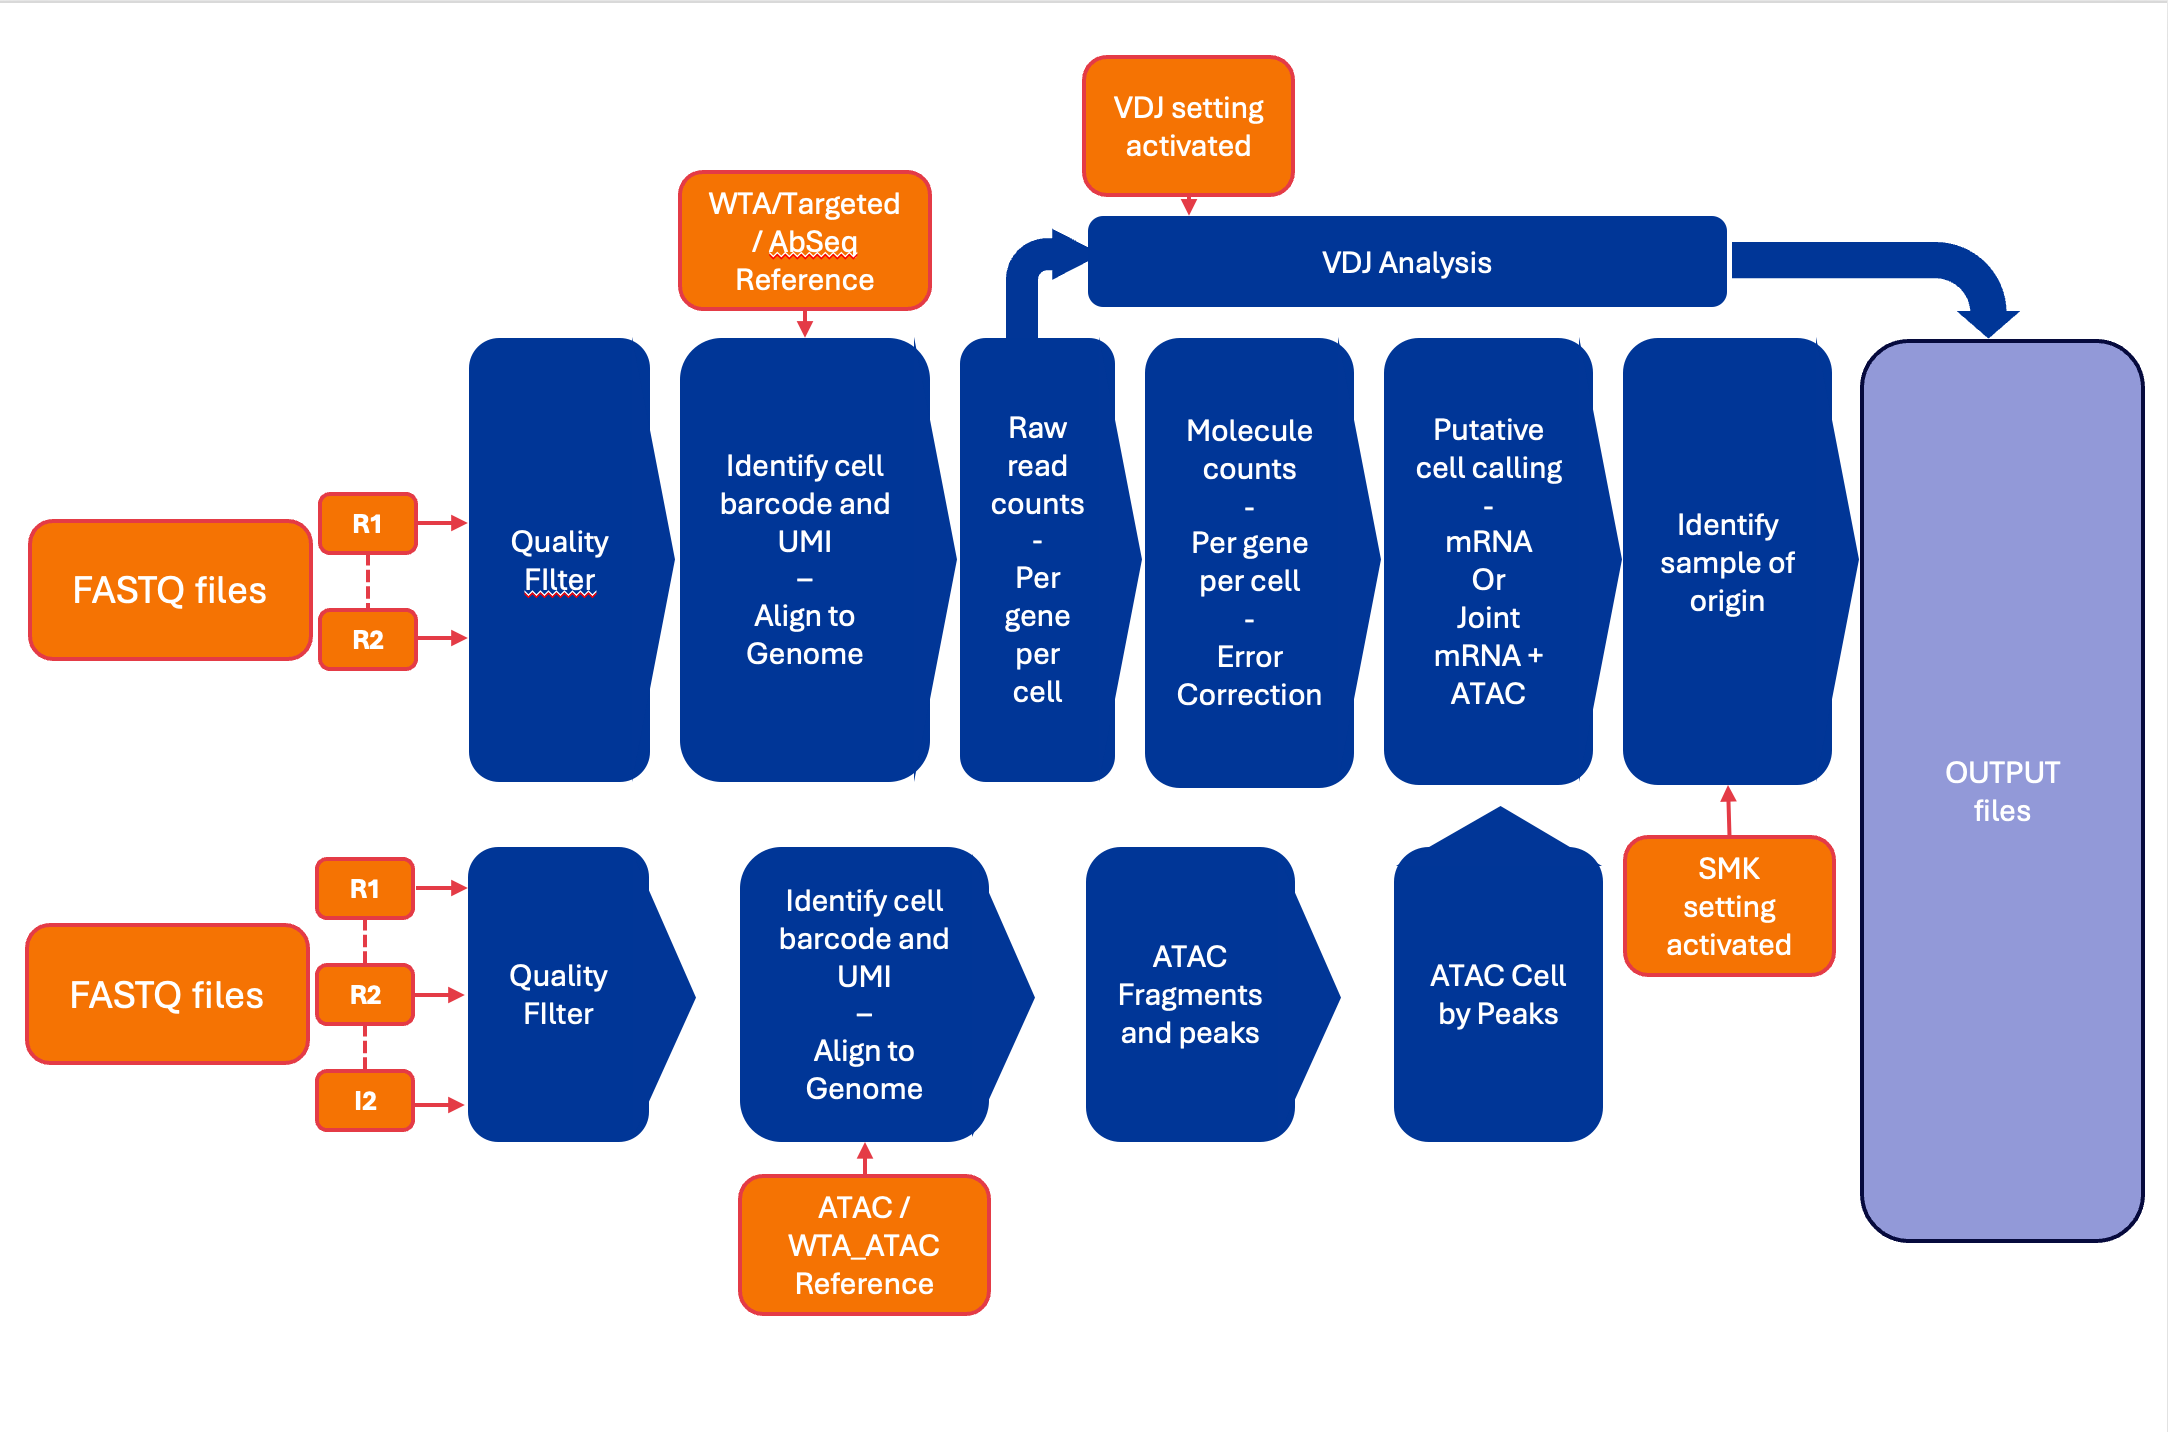 VDJ setting
activated
WTA/Targeted
/ AbSeq
Reference
VDJ Analysis
FASTQ files
R1
R2
Quality
FIlter
Identify cell
barcode and
UMI
–
Align to
Genome
Raw
read
counts
-
Per
gene
per
cell
Molecule
counts
-
Per gene
per cell
-
Error
Correction
Putative
cell calling
-
mRNA
Or
Joint
mRNA +
ATAC
Identify
sample of
origin
OUTPUT
files
FASTQ files
R1
R2
I2
Quality
FIlter
Identify cell
barcode and
UMI
–
Align to
Genome
ATAC
Fragments
and peaks
ATAC Cell
by Peaks
SMK
setting
activated
ATAC /
WTA_ATAC
Reference